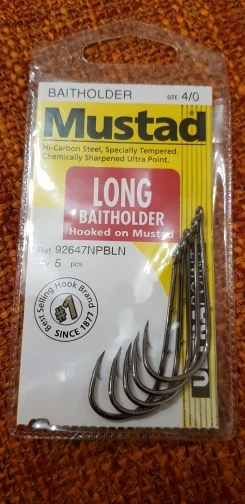 BAITHOLDER SIZE 4/0
Mustad
Hi-Carbon Steel, Specially Tempered.
Chemically Sharpened Ultra Point.
LONG
BAITHOLDER
Hooked on Mustad
Ref 92647NPBLN
Qty 5 pcs
Best Selling Hook Brand
#1
SINCE 1877